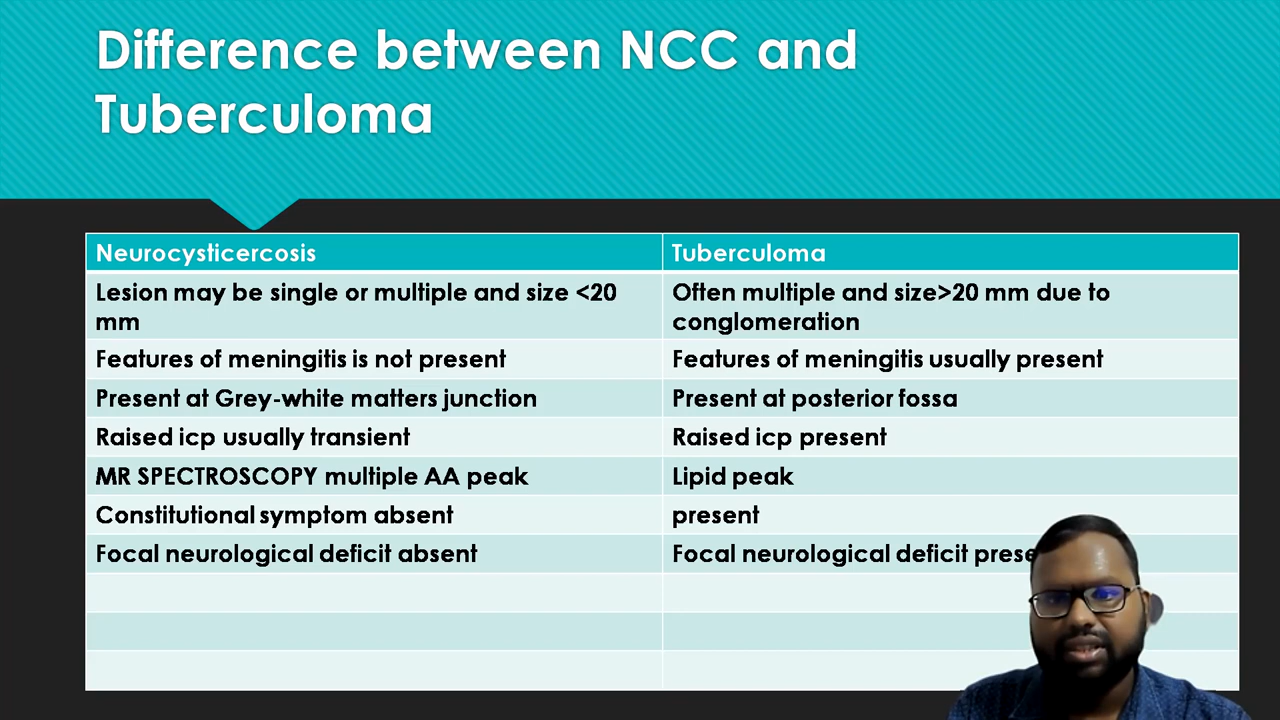 Difference between NCC and
Tuberculoma
Neurocysticercosis
Tuberculoma
Lesion may be single or multiple and size <20
mm
Often multiple and size>20 mm due to
conglomeration
Features of meningitis is not present
Features of meningitis usually present
Present at Grey-white matters junction
Present at posterior fossa
Raised icp usually transient
Raised icp present
MR SPECTROSCOPY multiple AA peak
Lipid peak
Constitutional symptom absent
present
Focal neurological deficit absent
Focal neurological deficit